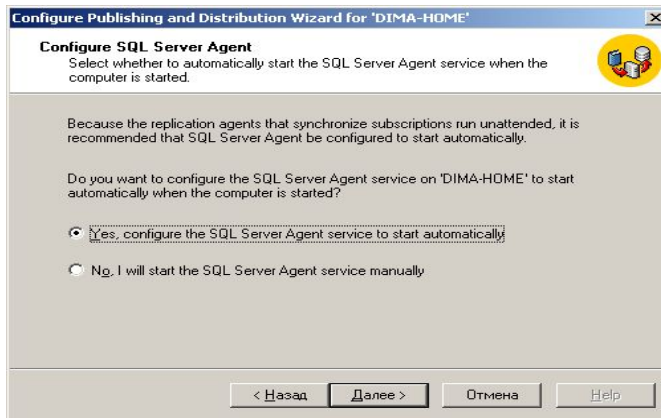 Configure Publishing and Distribution Wizard for 'DIMA-HOME'
Configure SQL Server Agent
Select whether to automatically start the SQL Server Agent service when the
computer is started.
Because the replication agents that synchronize subscriptions run unattended, it is
recommended that SQL Server Agent be configured to start automatically.
Do you want to configure the SQL Server Agent service on 'DIMA-HOME' to start
automatically when the computer is started?
Yes, configure the SQL Server Agent service to start automatically
No, I will start the SQL Server Agent service manually
< Назад Далее > Отмена Help